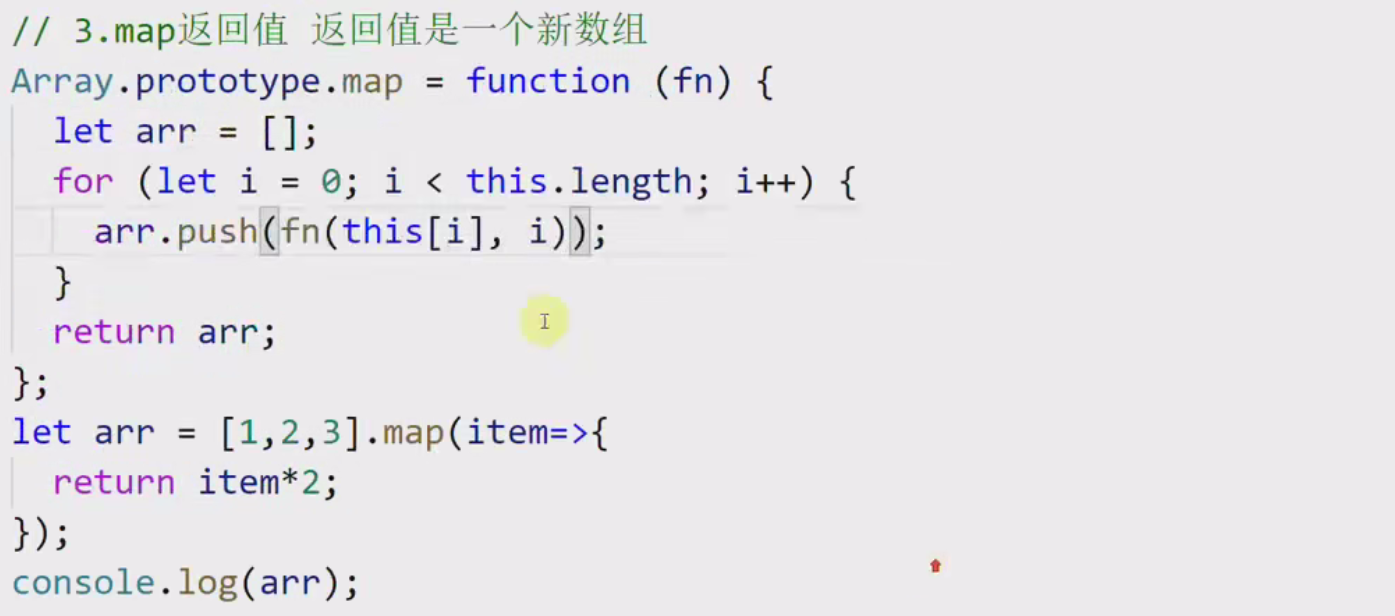 // 3.map返回值 返回值是一个新数组
Array.prototype.map = function (fn) {
  let arr = [];
  for (let i = 0; i < this.length; i++) {
    arr.push(fn(this[i], i));
  }
  return arr;
};
let arr = [1,2,3].map(item=>{
  return item*2;
});
console.log(arr);